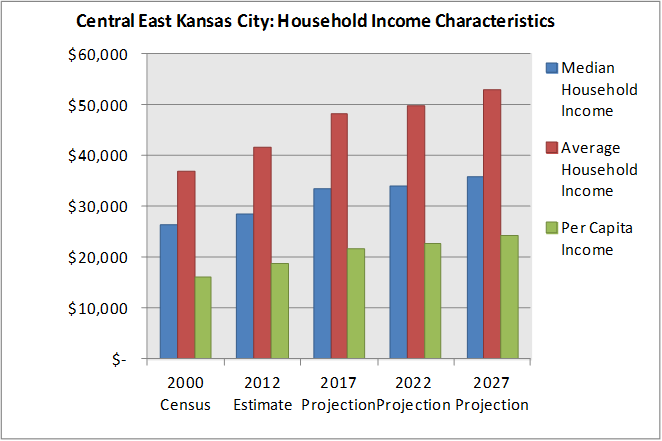 Central East Kansas City: Household Income Characteristics
$60,000
$50,000
$40,000
$30,000
$20,000
$10,000
$-
2000 2012 2017 2022 2027
Census Estimate Projection Projection Projection
Median
Household
Income
Average
Household
Income
Per Capita
Income